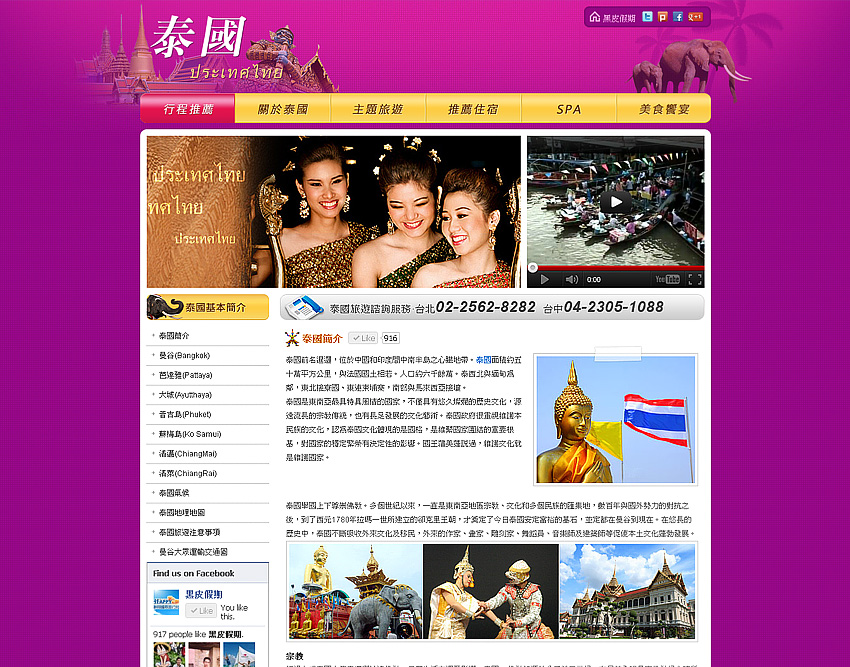 泰國
ประเทศไทย
黑皮假期
行程推薦
關於泰國
主題旅遊
推薦住宿
SPA
美食饗宴
ประเทศไทย
เทศไทย
ประเทศไทย
0:00
YouTube
泰國基本簡介
泰國旅遊諮詢服務 台北02-2562-8282 台中04-2305-1088
泰國簡介
曼谷(Bangkok)
芭達雅(Pattaya)
大城(Ayutthaya)
普吉島(Phuket)
蘇梅島(Ko Samui)
清邁(ChiangMai)
清萊(ChiangRai)
泰國氣候
泰國地理地圖
泰國旅遊注意事項
曼谷大眾運輸交通圖
Find us on Facebook
黑皮假期
Like
You like
this.
917 people like 黑皮假期.
泰國簡介 Like 916
泰國前名暹邏，位於中國和印度間中南半島之心臟地帶。泰國面積約五
十萬平方公里，與法國國土相若。人口約六千餘萬。泰西北與緬甸為
鄰，東北接寮國、東連柬埔寨，南部與馬來西亞接壤。
泰國是東南亞最具特異風情的國家，不僅具有悠久燦爛的歷史文化，源
遠流長的宗教傳統，也有長足發展的文化藝術。泰國政府很重視維護本
民族的文化，認為泰國文化體現的是國格，是維繫國家團結的重要根
基，對國家的穩定繁榮有決定性的影響。國王蒲美蓬說過，維護文化就
是維護國家。
泰國舉國上下尊崇佛教。多個世紀以來，一直是東南亞地區宗教、文化和多個民族的匯集地，數百年與國外勢力的對抗之
後，到了西元1780年拉瑪一世所建立的卻克里王朝，才奠定了今日泰國安定富裕的基石，並定都在曼谷到現在。在悠長的
歷史中，泰國不斷吸收外來文化及移民，外來的作家、畫家、雕刻家、舞蹈員、音樂師及建築師等促使本土文化蓬勃發展。
宗教